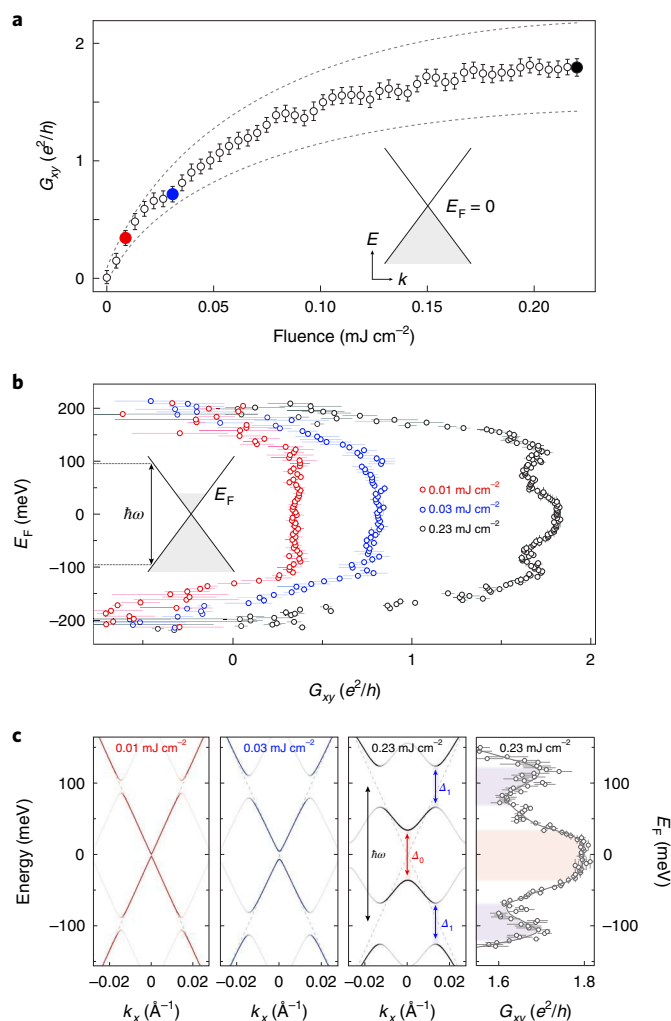 a
2
1
0
G_xy (e²/h)
E_F = 0
E
k
0
0.05
0.10
0.15
0.20
Fluence (mJ cm⁻²)
b
200
100
0
−100
−200
E_F (meV)
ħω
E_F
0.01 mJ cm⁻²
0.03 mJ cm⁻²
0.23 mJ cm⁻²
0
1
2
G_xy (e²/h)
c
0.01 mJ cm⁻²
0.03 mJ cm⁻²
0.23 mJ cm⁻²
0.23 mJ cm⁻²
100
0
−100
Energy (meV)
Δ₁
ħω
Δ₀
Δ₁
100
0
−100
E_F (meV)
−0.02
0
0.02
−0.02
0
0.02
−0.02
0
0.02
1.6
1.8
k_x (Å⁻¹)
k_x (Å⁻¹)
k_x (Å⁻¹)
G_xy (e²/h)